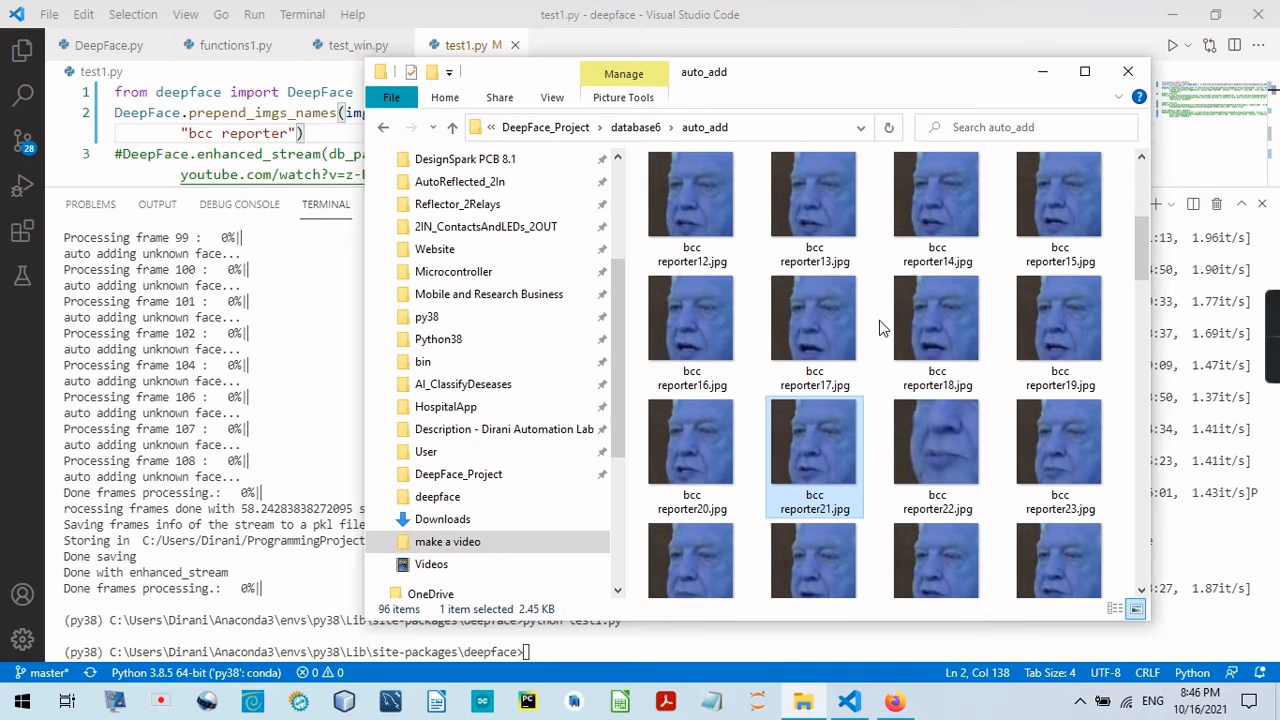 File Edit Selection View Go Run Terminal Help
test1.py - deepface - Visual Studio Code
DeepFace.py
functions1.py
test_win.py
test1.py M
test1.py
1 from deepface import DeepFace
2 DeepFace.prepend_imgs_names(
"bcc reporter")
3 #DeepFace.enhanced_stream(
youtube.com/watch?v=z-
PROBLEMS OUTPUT DEBUG CONSOLE TERMINAL
Processing frame 99 : 0%|
auto adding unknown face...
Processing frame 100 : 0%|
auto adding unknown face...
Processing frame 101 : 0%|
auto adding unknown face...
Processing frame 102 : 0%|
auto adding unknown face...
Processing frame 104 : 0%|
auto adding unknown face...
Processing frame 106 : 0%|
auto adding unknown face...
Processing frame 107 : 0%|
auto adding unknown face...
Processing frame 108 : 0%|
auto adding unknown face...
Done frames processing.: 0%|
rocessing frames done with 58.24283838272095 s
Saving frames info of the stream to a pkl file
Storing in C:/Users/Dirani/ProgrammingProject
Done saving
Done with enhanced_stream
Done frames processing.: 0%|
(py38) C:\Users\Dirani\Anaconda3\envs\py38\Lib\site-packages\deepface>python test1.py
(py38) C:\Users\Dirani\Anaconda3\envs\py38\Lib\site-packages\deepface>
Manage
auto_add
File Home Share View Picture Tools
« DeepFace_Project > database6 > auto_add
Search auto_add
DesignSpark PCB 8.1
AutoReflected_2In
Reflector_2Relays
2IN_ContactsAndLEDs_2OUT
Website
Microcontroller
Mobile and Research Business
py38
Python38
bin
AI_ClassifyDeseases
HospitalApp
Description - Dirani Automation Lab
User
DeepFace_Project
deepface
Downloads
make a video
Videos
OneDrive
bcc reporter12.jpg
bcc reporter13.jpg
bcc reporter14.jpg
bcc reporter15.jpg
bcc reporter16.jpg
bcc reporter17.jpg
bcc reporter18.jpg
bcc reporter19.jpg
bcc reporter20.jpg
bcc reporter21.jpg
bcc reporter22.jpg
bcc reporter23.jpg
96 items 1 item selected 2.45 KB
:13, 1.96it/s]
:50, 1.90it/s]
:33, 1.77it/s]
:37, 1.69it/s]
:09, 1.47it/s]
:50, 1.37it/s]
:34, 1.41it/s]
:23, 1.41it/s]
:01, 1.43it/s]P
:27, 1.87it/s]
28
master*
Python 3.8.5 64-bit ('py38': conda)
0 0
Ln 2, Col 138 Tab Size: 4 UTF-8 CRLF Python
ENG
8:46 PM
10/16/2021